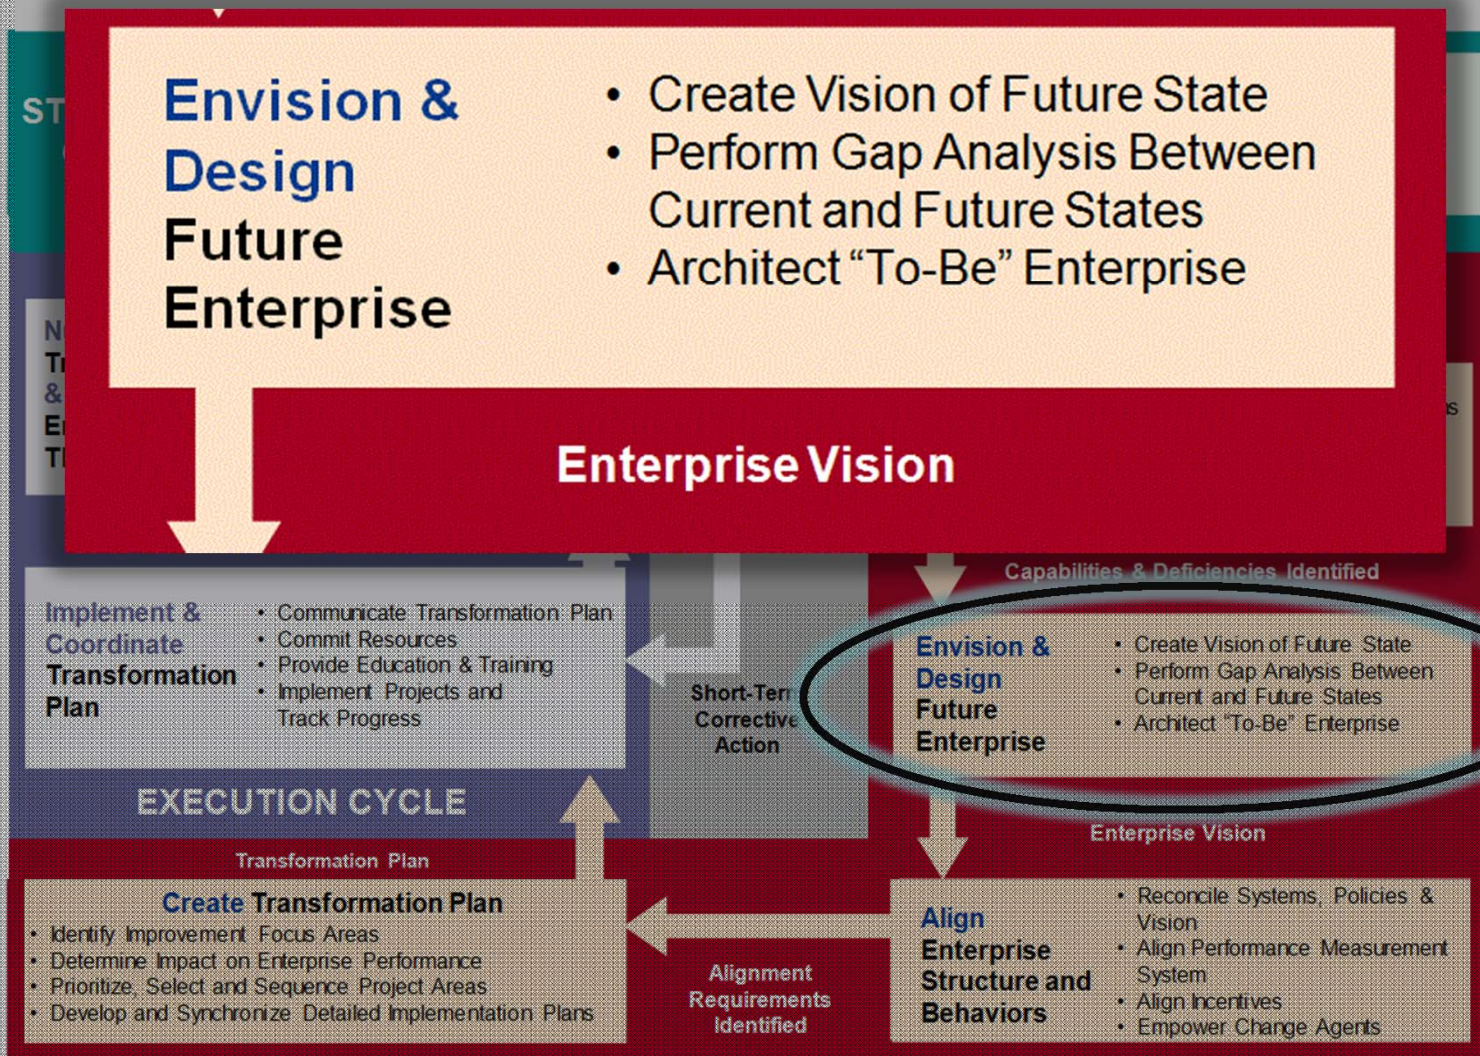 Envision &
Design
Future
Enterprise
• Create Vision of Future State
• Perform Gap Analysis Between
Current and Future States
• Architect “To-Be” Enterprise
Enterprise Vision
Implement &
Coordinate
Transformation
Plan
• Communicate Transformation Plan
• Commit Resources
• Provide Education & Training
• Implement Projects and
Track Progress
EXECUTION CYCLE
Short-Term
Corrective
Action
Capabilities & Deficiencies Identified
Envision &
Design
Future
Enterprise
• Create Vision of Future State
• Perform Gap Analysis Between
Current and Future States
• Architect “To-Be” Enterprise
Enterprise Vision
Transformation Plan
Create Transformation Plan
• Identify Improvement Focus Areas
• Determine Impact on Enterprise Performance
• Prioritize, Select and Sequence Project Areas
• Develop and Synchronize Detailed Implementation Plans
Alignment
Requirements
Identified
Align
Enterprise
Structure and
Behaviors
• Reconcile Systems, Policies &
Vision
• Align Performance Measurement
System
• Align Incentives
• Empower Change Agents